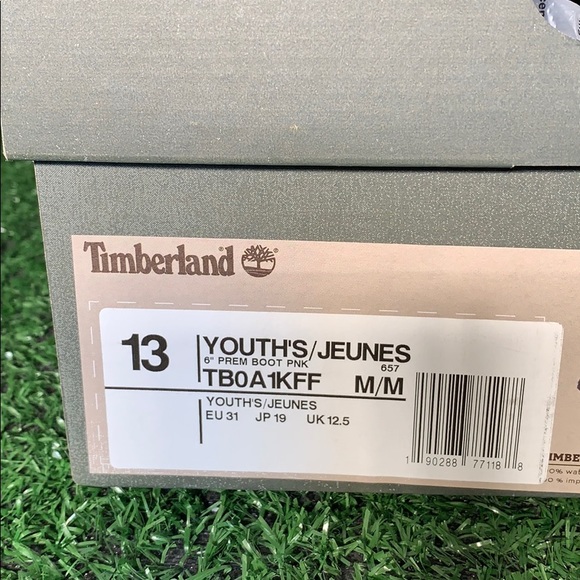 Timberland
13
YOUTH'S/JEUNES
6" PREM BOOT PNK 657
TB0A1KFF M/M
YOUTH'S/JEUNES
EU 31 JP 19 UK 12.5
1 90288 77118 8